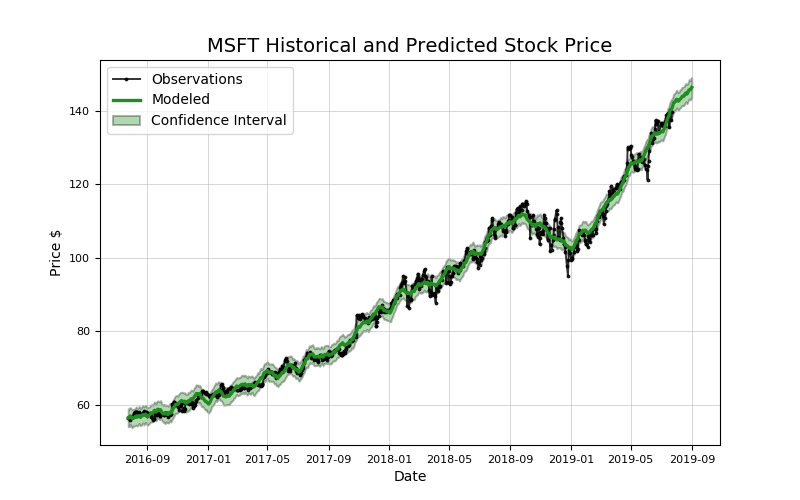 MSFT Historical and Predicted Stock Price
Observations
Modeled
Confidence Interval
Price $
140
120
100
80
60
2016-09 2017-01 2017-05 2017-09 2018-01 2018-05 2018-09 2019-01 2019-05 2019-09
Date